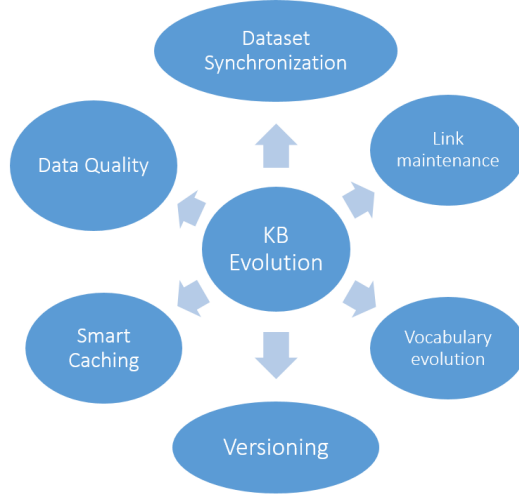 Dataset
Synchronization
Link
maintenance
Data Quality
KB
Evolution
Smart
Caching
Vocabulary
evolution
Versioning